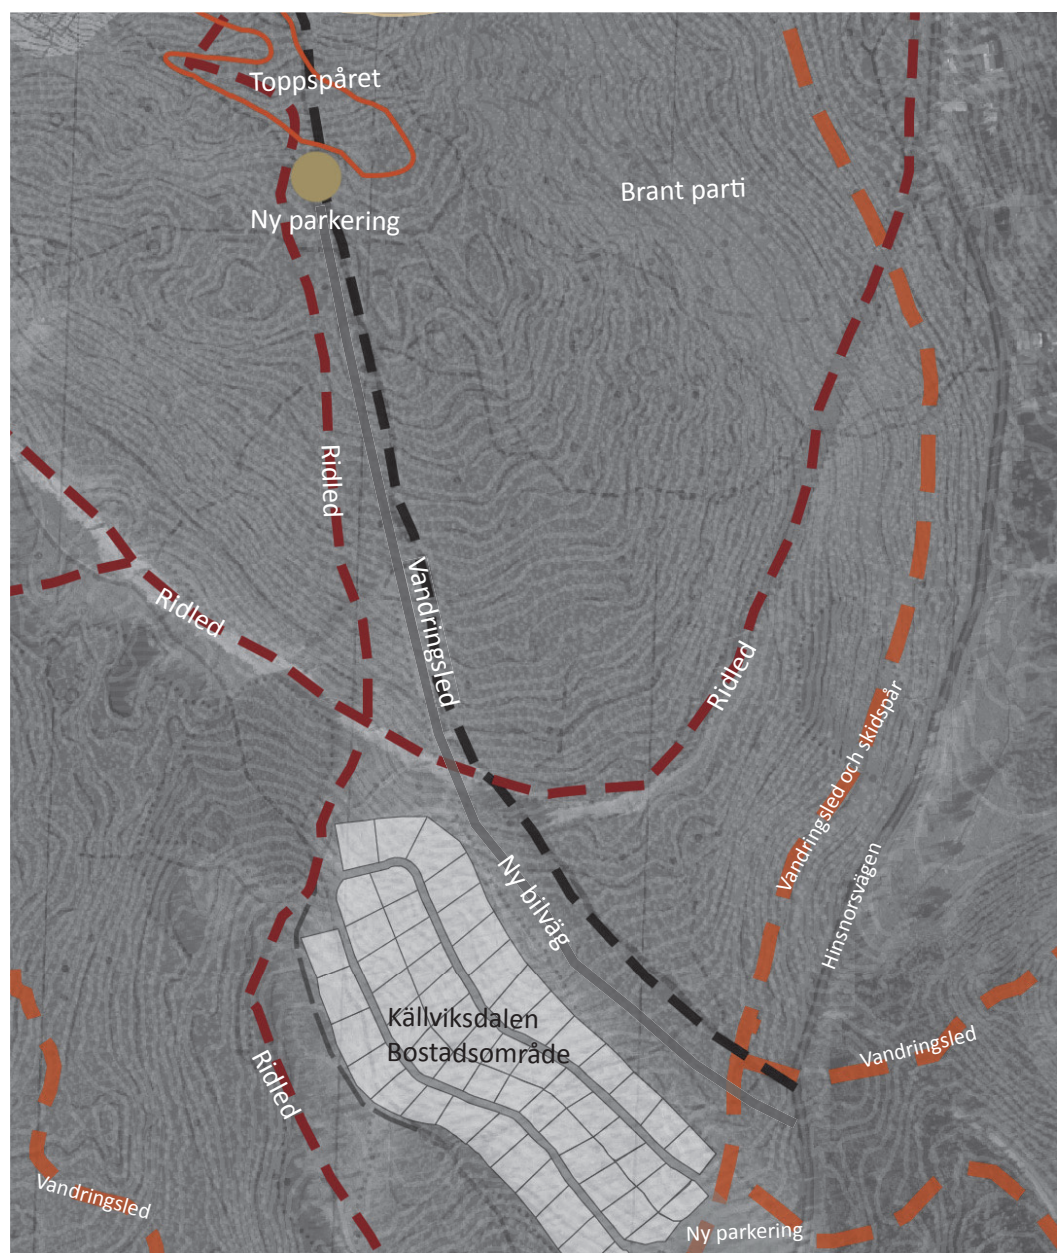 Toppspåret
Brant parti
Ny parkering
Ridled
Vandringsled
Ridled
Ridled
Vandringsled och skidspår
Ny bilväg
Hinsnorsvägen
Källviksdalen
Bostadsområde
Vandringsled
Ridled
Vandringsled
Ny parkering